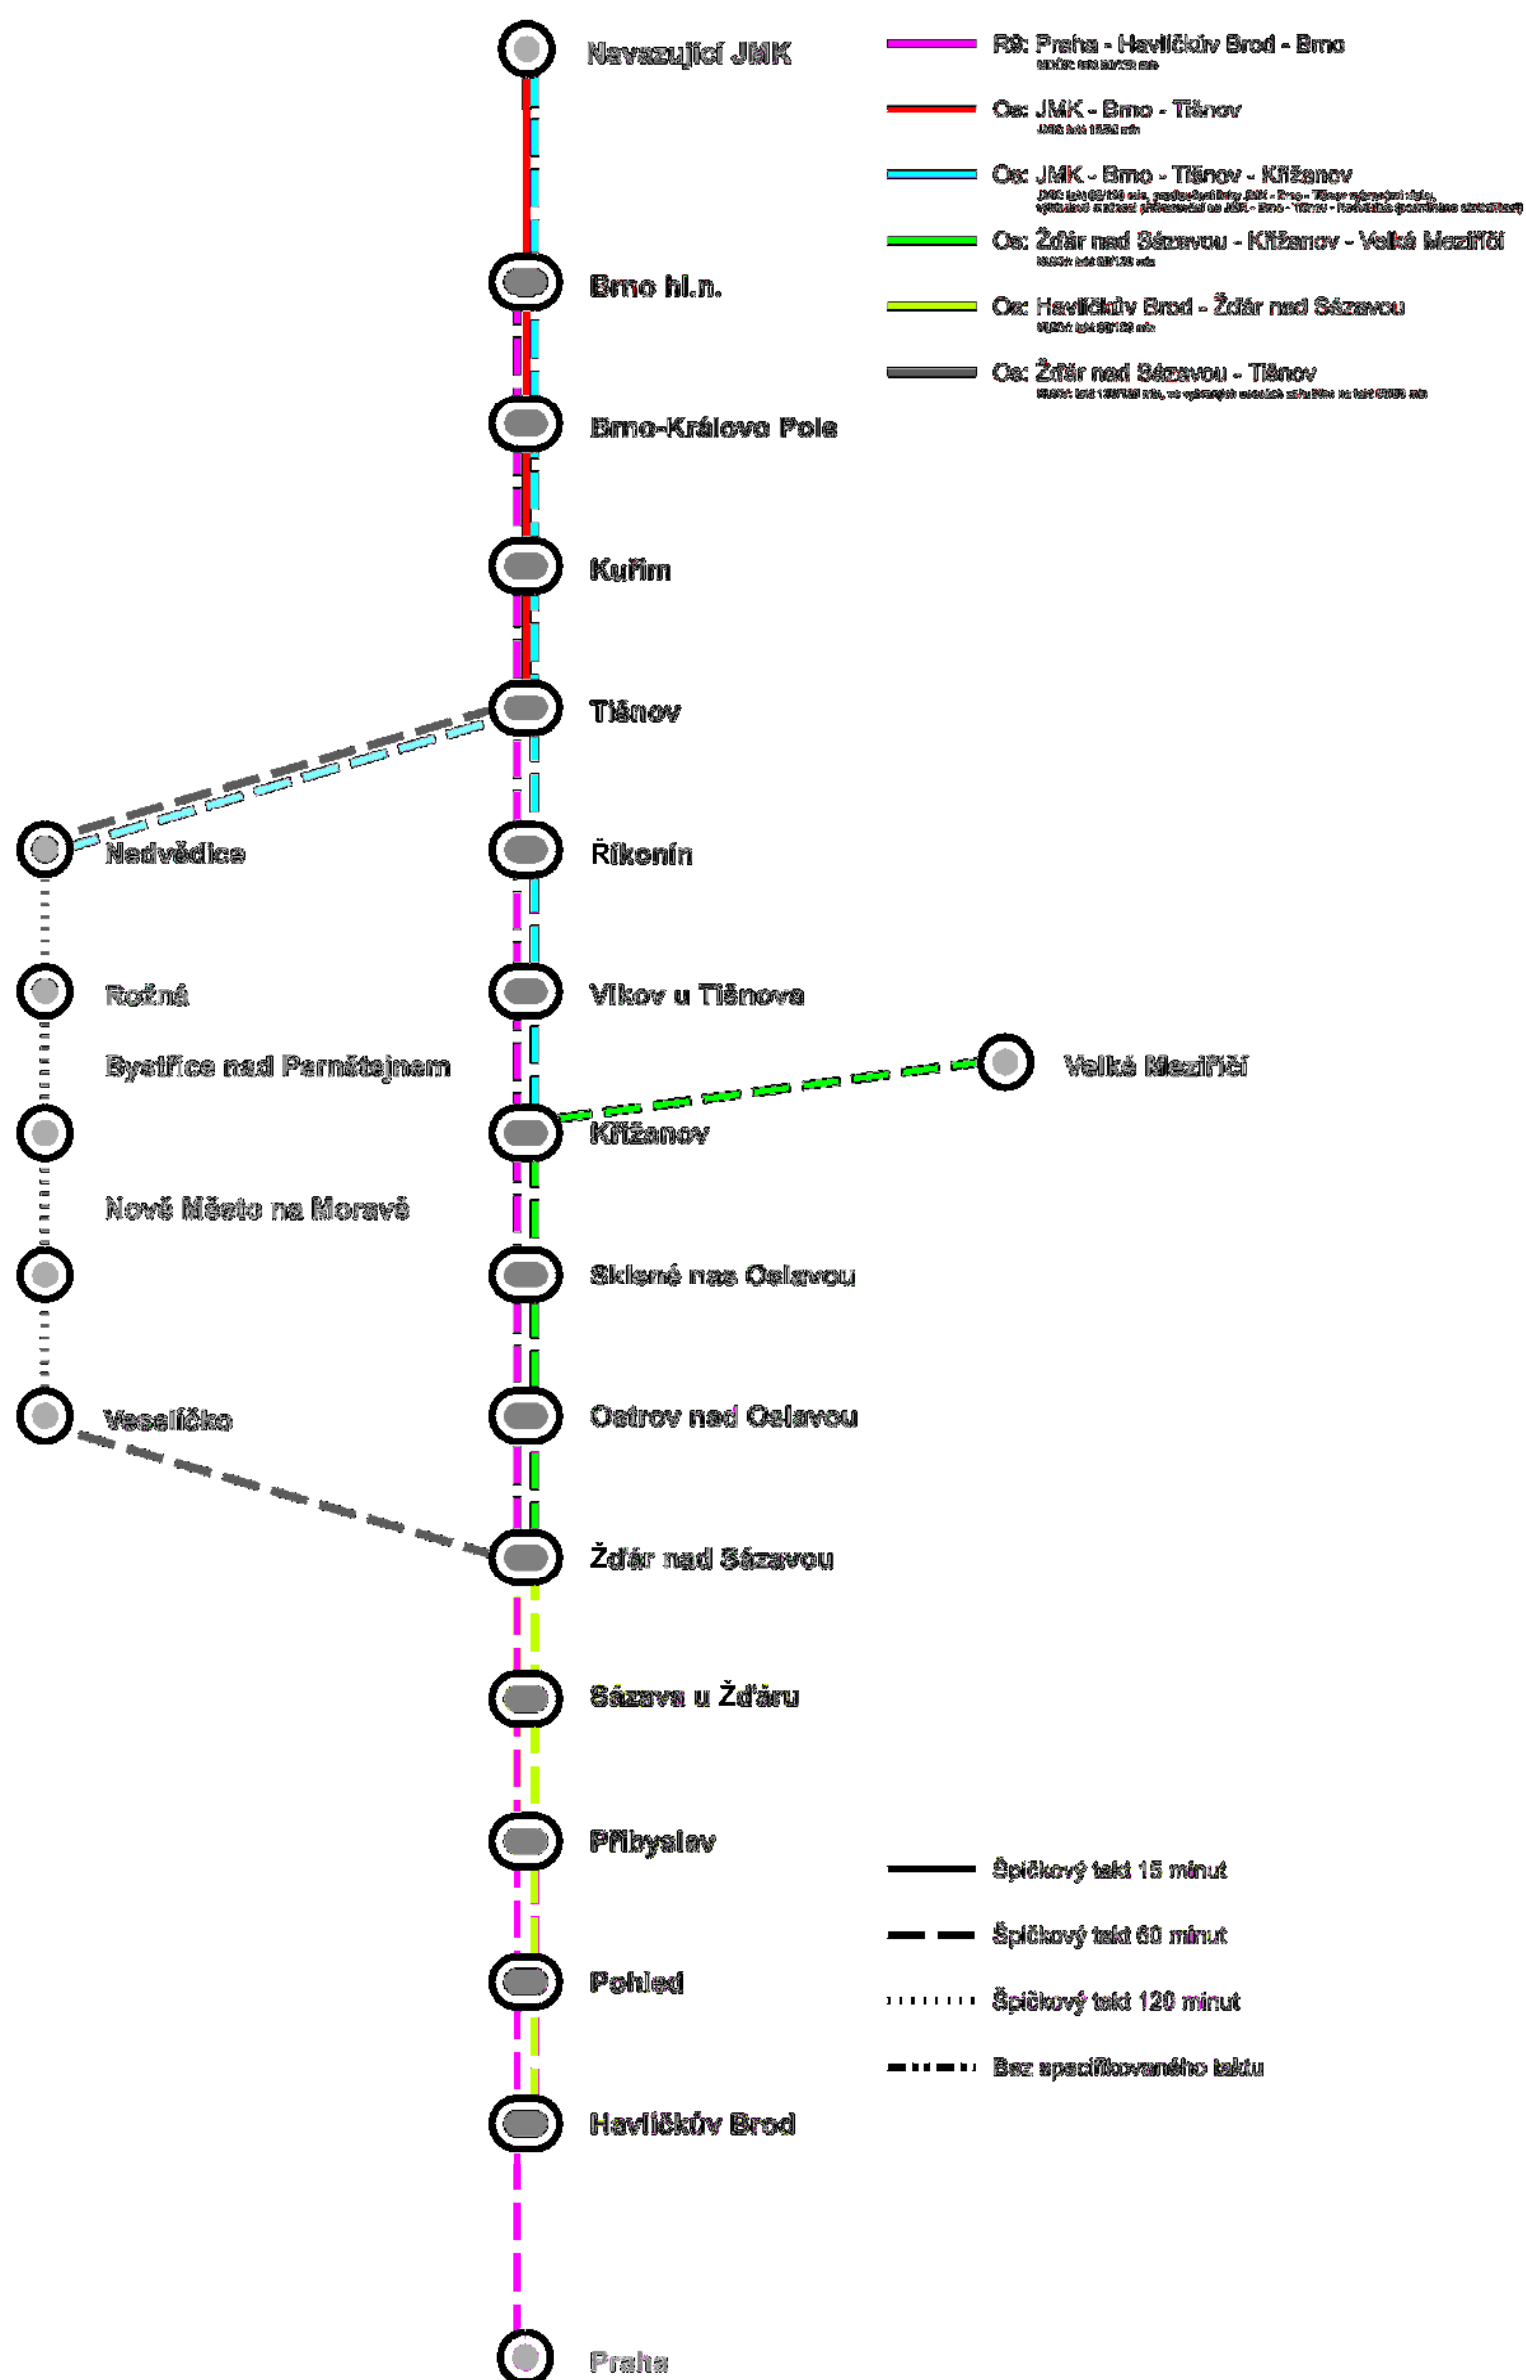 Navazující JMK
R9: Praha - Havlíčkův Brod - Brno
Os: JMK - Brno - Tišnov
Os: JMK - Brno - Tišnov - Křižanov
Os: Žďár nad Sázavou - Křižanov - Velké Meziříčí
Os: Havlíčkův Brod - Žďár nad Sázavou
Os: Žďár nad Sázavou - Tišnov
Brno hl.n.
Brno-Královo Pole
Kuřim
Tišnov
Nedvědice
Říkonín
Rožná
Vlkov u Tišnova
Bystřice nad Pernštejnem
Velké Meziříčí
Křižanov
Nové Město na Moravě
Sklené nas Oslavou
Veselíčko
Ostrov nad Oslavou
Žďár nad Sázavou
Sázava u Žďáru
Přibyslav
Pohled
Havlíčkův Brod
Praha
Špičkový takt 15 minut
Špičkový takt 60 minut
Špičkový takt 120 minut
Bez specifikovaného taktu